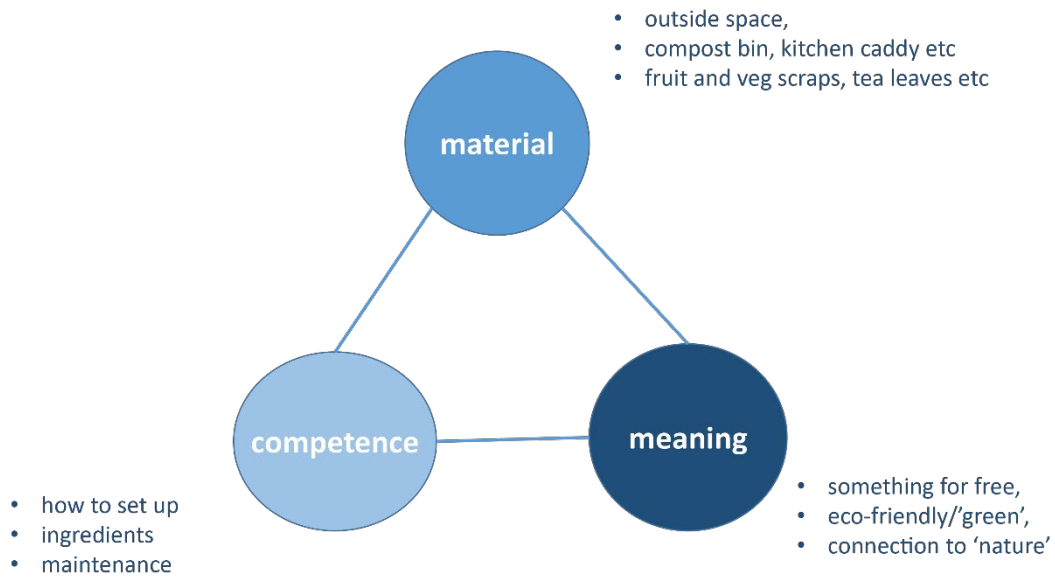 • outside space,
• compost bin, kitchen caddy etc
• fruit and veg scraps, tea leaves etc
material
competence
meaning
• how to set up
• ingredients
• maintenance
• something for free,
• eco-friendly/’green’,
• connection to ‘nature’